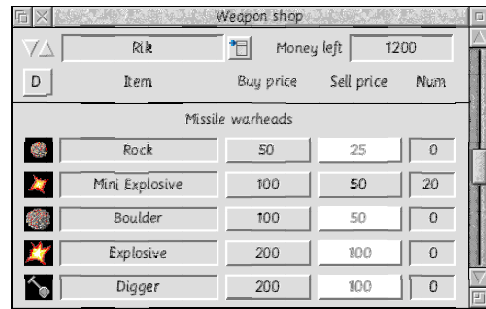 Weapon shop
Rik Money left 1200
D Item Buy price Sell price Num
Missile warheads
Rock 50 25 0
Mini Explosive 100 50 20
Boulder 100 50 0
Explosive 200 100 0
Digger 200 100 0